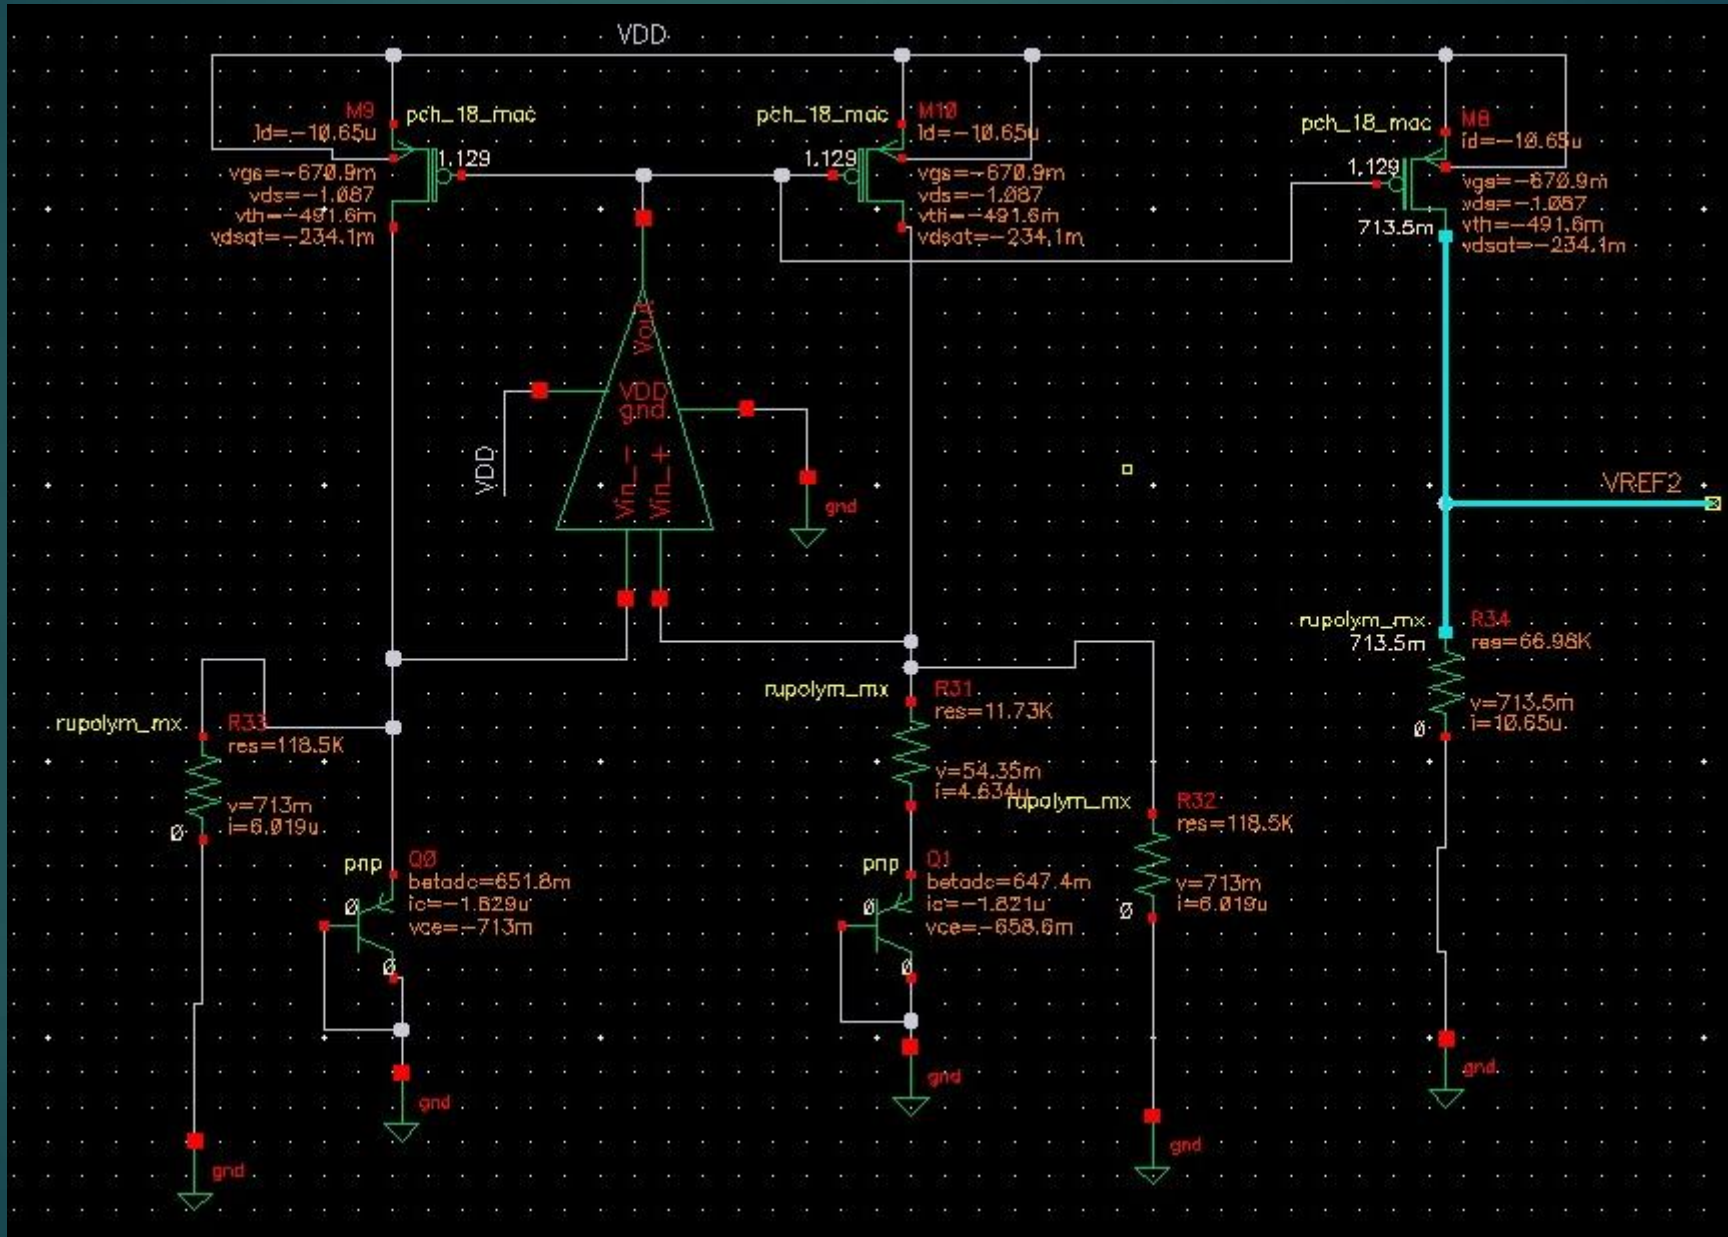 VDD
M9
pch_18_mac
id=-10.65u
1.129
vgs=-670.9m
vds=-1.087
vth=-491.6m
vdsat=-234.1m
pch_18_mac
M10
id=-10.65u
1.129
vgs=-670.9m
vds=-1.087
vth=-491.6m
vdsat=-234.1m
pch_18_mac
M8
id=-10.65u
1.129
vgs=-670.9m
vds=-1.087
vth=-491.6m
vdsat=-234.1m
713.5m
Vout
VDD
gnd
Vin_-
Vin_+
VDD
gnd
VREF2
rupolym_mx
R34
713.5m
res=66.98K
v=713.5m
i=10.65u
0
rupolym_mx
R33
res=118.5K
v=713m
i=6.019u
0
rupolym_mx
R31
res=11.73K
v=54.35m
i=4.634u
rupolym_mx
R32
res=118.5K
v=713m
i=6.019u
0
pnp
Q0
betadc=651.8m
0
ic=-1.829u
vce=-713m
0
pnp
Q1
betadc=647.4m
0
ic=-1.821u
vce=-658.6m
0
gnd
gnd
gnd
gnd
gnd